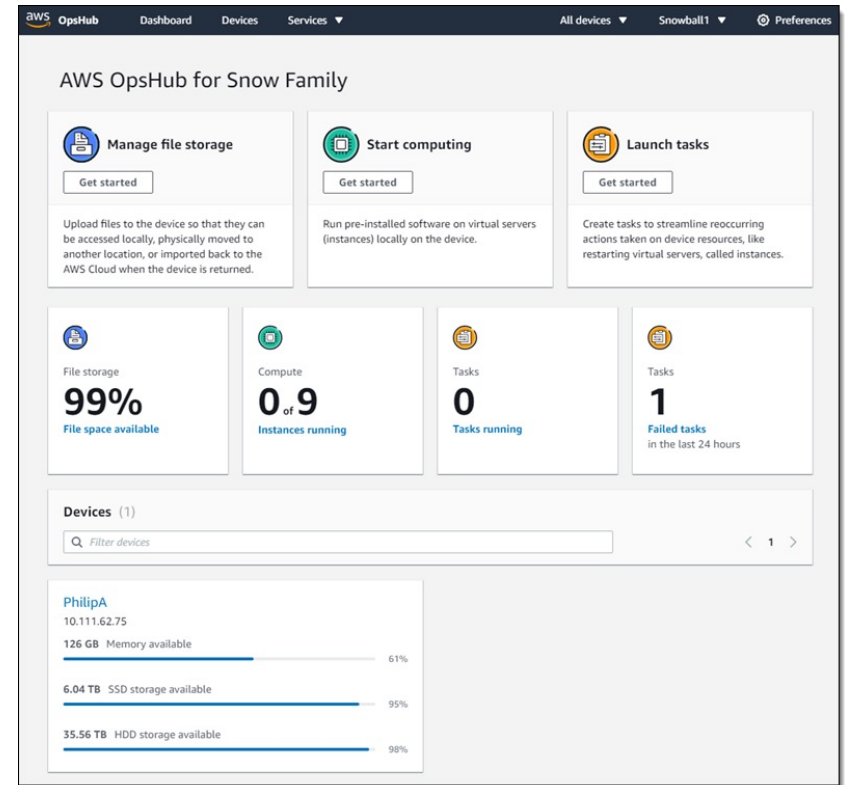 aws OpsHub Dashboard Devices Services ▼ All devices ▼ Snowball1 ▼ Preferences
AWS OpsHub for Snow Family
Manage file storage
Get started
Upload files to the device so that they can
be accessed locally, physically moved to
another location, or imported back to the
AWS Cloud when the device is returned.
Start computing
Get started
Run pre-installed software on virtual servers
(instances) locally on the device.
Launch tasks
Get started
Create tasks to streamline reoccurring
actions taken on device resources, like
restarting virtual servers, called instances.
File storage
99%
File space available
Compute
0 of 9
Instances running
Tasks
0
Tasks running
Tasks
1
Failed tasks
in the last 24 hours
Devices (1)
Filter devices
< 1 >
PhilipA
10.111.62.75
126 GB Memory available
61%
6.04 TB SSD storage available
95%
35.56 TB HDD storage available
98%